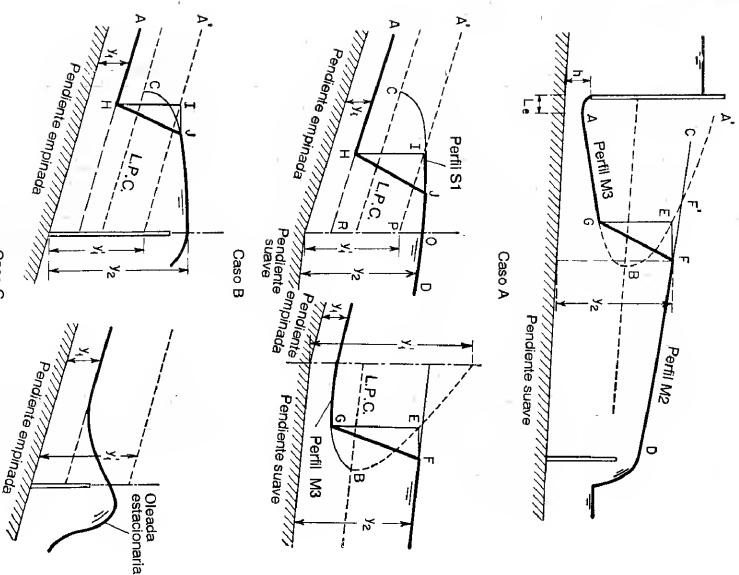 A'
C
F'
E
F
Perfil M3
Perfil M2
h
A
G
B
y₂
D
Lₑ
Pendiente suave
Caso A
A'
Perfil S1
C
I
J
O
D
A
L.P.C.
P
y₁
H
R
y₁'
y₂
Pendiente empinada
Pendiente
suave
y₁
y₁'
L.P.C.
E
F
G
B
Perfil M3
y₂
Pendiente
empinada
Pendiente suave
Caso B
A'
I
J
C
A
L.P.C.
y₁
H
y₁'
y₂
Pendiente empinada
Oleada
estacionaria
y₁
y₁'
Pendiente empinada